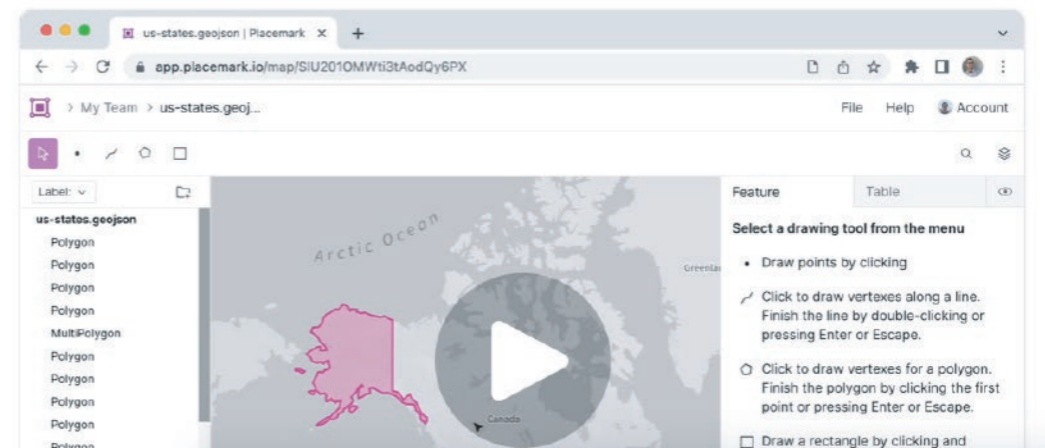 us-states.geojson | Placemark
app.placemark.io/map/SlU201OMWti3tAodQy6PX
> My Team > us-states.geoj...
File Help Account
Label:
Feature Table
us-states.geojson
Polygon
Polygon
Polygon
Polygon
MultiPolygon
Polygon
Polygon
Polygon
Polygon
Polygon
Arctic Ocean
Canada
Select a drawing tool from the menu
Draw points by clicking
Click to draw vertexes along a line.
Finish the line by double-clicking or
pressing Enter or Escape.
Click to draw vertexes for a polygon.
Finish the polygon by clicking the first
point or pressing Enter or Escape.
Draw a rectangle by clicking and